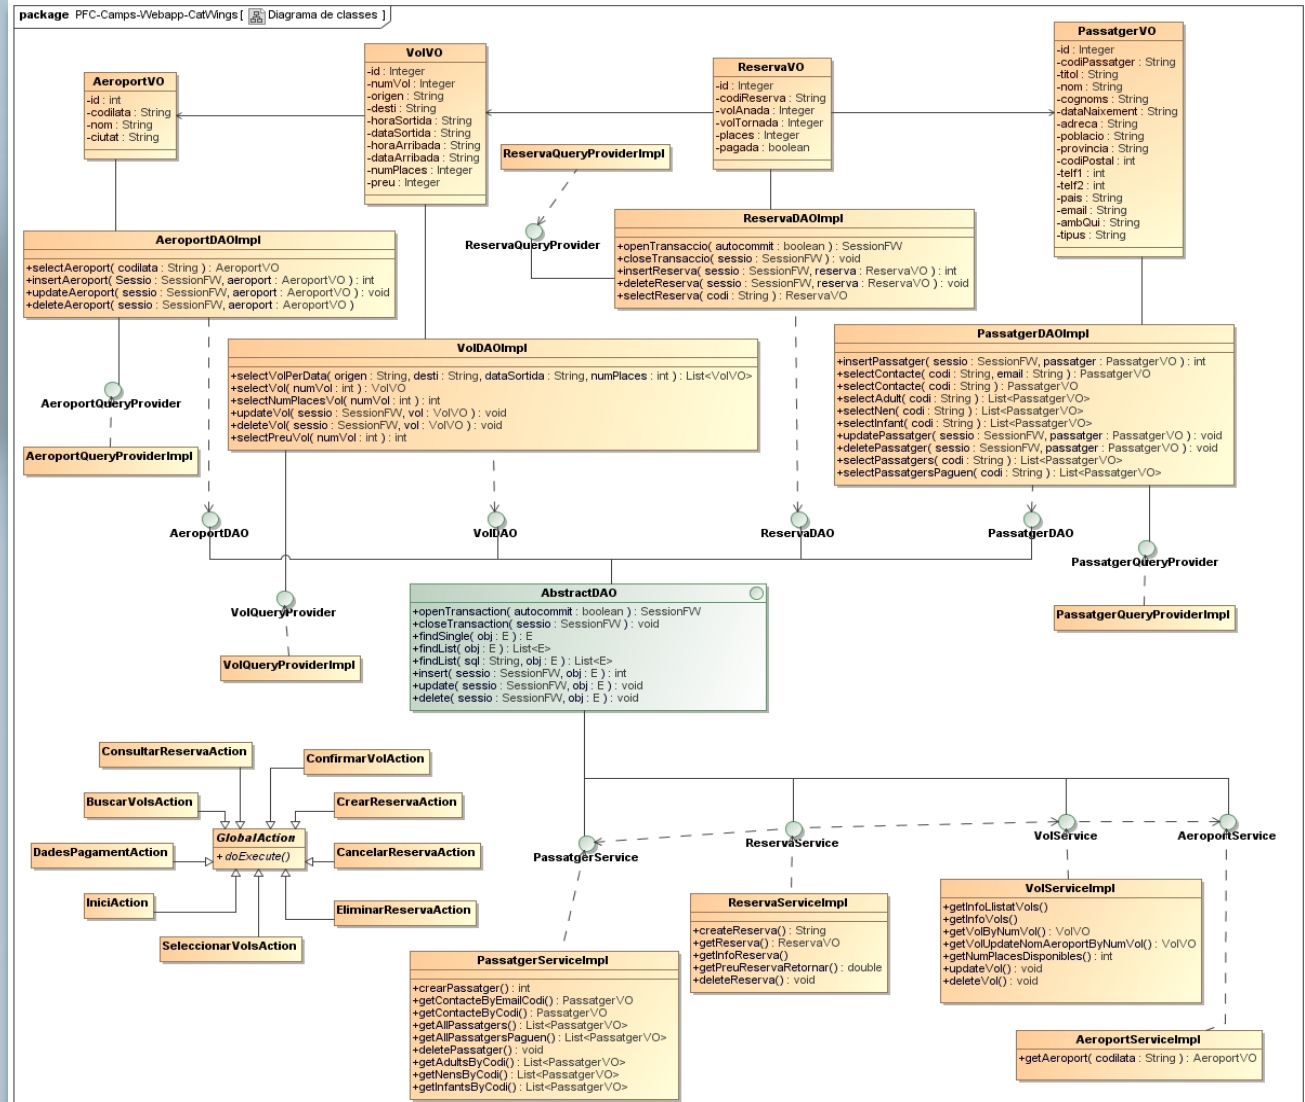 package PFC-Camps-Webapp-CatWings [ Diagrama de classes ]
AeroportVO
-id : int
-codiIata : String
-nom : String
-ciutat : String
VolVO
-id : Integer
-numVol : Integer
-origen : String
-desti : String
-horaSortida : String
-dataSortida : String
-horaArribada : String
-dataArribada : String
-numPlaces : Integer
-preu : Integer
ReservaVO
-id : Integer
-codiReserva : String
-volAnada : Integer
-volTornada : Integer
-places : Integer
-pagada : boolean
PassatgerVO
-id : Integer
-codiPassatger : String
-titol : String
-nom : String
-cognoms : String
-dataNaixement : String
-adreca : String
-poblacio : String
-provincia : String
-codiPostal : int
-telf1 : int
-telf2 : int
-pais : String
-email : String
-ambQui : String
-tipus : String
ReservaQueryProviderImpl
ReservaQueryProvider
AeroportDAOImpl
+selectAeroport( codiIata : String ) : AeroportVO
+insertAeroport( Sessio : SessionFW, aeroport : AeroportVO ) : int
+updateAeroport( sessio : SessionFW, aeroport : AeroportVO ) : void
+deleteAeroport( sessio : SessionFW, aeroport : AeroportVO )
ReservaDAOImpl
+openTransaccio( autocommit : boolean ) : SessionFW
+closeTransaccio( sessio : SessionFW ) : void
+insertReserva( sessio : SessionFW, reserva : ReservaVO ) : int
+deleteReserva( sessio : SessionFW, reserva : ReservaVO ) : void
+selectReserva( codi : String ) : ReservaVO
VolDAOImpl
+selectVolPerData( origen : String, desti : String, dataSortida : String, numPlaces : int ) : List<VolVO>
+selectVol( numVol : int ) : VolVO
+selectNumPlacesVol( numVol : int ) : int
+updateVol( sessio : SessionFW, vol : VolVO ) : void
+deleteVol( sessio : SessionFW, vol : VolVO ) : void
+selectPreuVol( numVol : int ) : int
PassatgerDAOImpl
+insertPassatger( sessio : SessionFW, passatger : PassatgerVO ) : int
+selectContacte( codi : String, email : String ) : PassatgerVO
+selectContacte( codi : String ) : PassatgerVO
+selectAdult( codi : String ) : List<PassatgerVO>
+selectNen( codi : String ) : List<PassatgerVO>
+selectInfant( codi : String ) : List<PassatgerVO>
+updatePassatger( sessio : SessionFW, passatger : PassatgerVO ) : void
+deletePassatger( sessio : SessionFW, passatger : PassatgerVO ) : void
+selectPassatgers( codi : String ) : List<PassatgerVO>
+selectPassatgersPaguen( codi : String ) : List<PassatgerVO>
AeroportQueryProvider
AeroportQueryProviderImpl
AeroportDAO
VolDAO
ReservaDAO
PassatgerDAO
PassatgerQueryProvider
PassatgerQueryProviderImpl
VolQueryProvider
VolQueryProviderImpl
AbstractDAO
+openTransaction( autocommit : boolean ) : SessionFW
+closeTransaction( sessio : SessionFW ) : void
+findSingle( obj : E ) : E
+findList( obj : E ) : List<E>
+findList( sql : String, obj : E ) : List<E>
+insert( sessio : SessionFW, obj : E ) : int
+update( sessio : SessionFW, obj : E ) : void
+delete( sessio : SessionFW, obj : E ) : void
ConsultarReservaAction
ConfirmarVolAction
BuscarVolsAction
CrearReservaAction
GlobalAction
+ doExecute()
DadesPagamentAction
CancelarReservaAction
IniciAction
EliminarReservaAction
SeleccionarVolsAction
PassatgerService
ReservaService
VolService
AeroportService
PassatgerServiceImpl
+crearPassatger() : int
+getContacteByEmailCodi() : PassatgerVO
+getContacteByCodi() : PassatgerVO
+getAllPassatgers() : List<PassatgerVO>
+getAllPassatgersPaguen() : List<PassatgerVO>
+deletePassatger() : void
+getAdultsByCodi() : List<PassatgerVO>
+getNensByCodi() : List<PassatgerVO>
+getInfantsByCodi() : List<PassatgerVO>
ReservaServiceImpl
+createReserva() : String
+getReserva() : ReservaVO
+getInfoReserva()
+getPreuReservaRetornar() : double
+deleteReserva() : void
VolServiceImpl
+getInfoLlistatVols()
+getInfoVols()
+getVolByNumVol() : VolVO
+getVolUpdateNomAeroportByNumVol() : VolVO
+getNumPlacesDisponibles() : int
+updateVol() : void
+deleteVol() : void
AeroportServiceImpl
+getAeroport( codiIata : String ) : AeroportVO